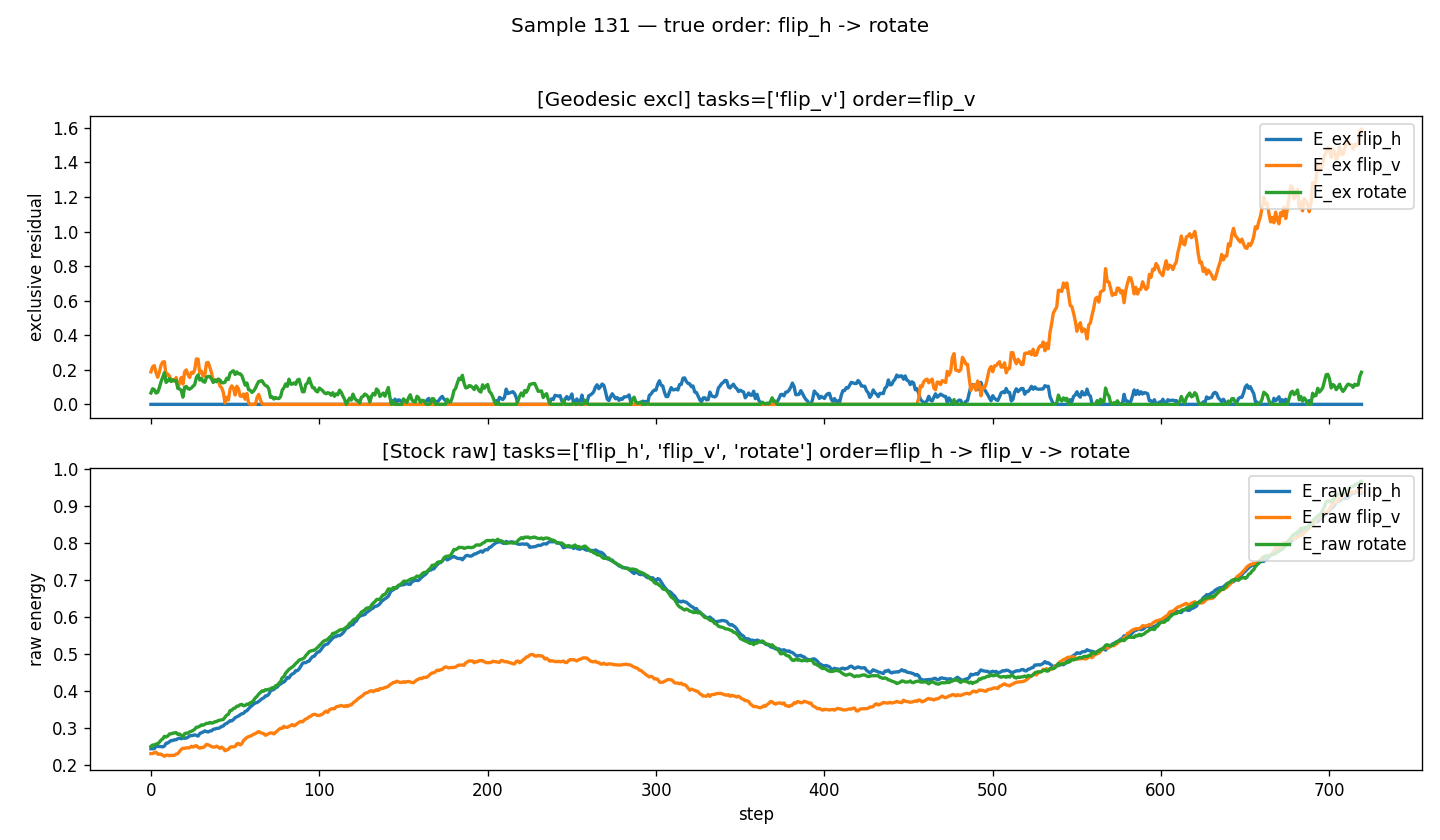 Sample 131 — true order: flip_h -> rotate
[Geodesic excl] tasks=['flip_v'] order=flip_v
exclusive residual
1.6
1.4
1.2
1.0
0.8
0.6
0.4
0.2
0.0
E_ex flip_h
E_ex flip_v
E_ex rotate
[Stock raw] tasks=['flip_h', 'flip_v', 'rotate'] order=flip_h -> flip_v -> rotate
raw energy
1.0
0.9
0.8
0.7
0.6
0.5
0.4
0.3
0.2
E_raw flip_h
E_raw flip_v
E_raw rotate
0 100 200 300 400 500 600 700
step